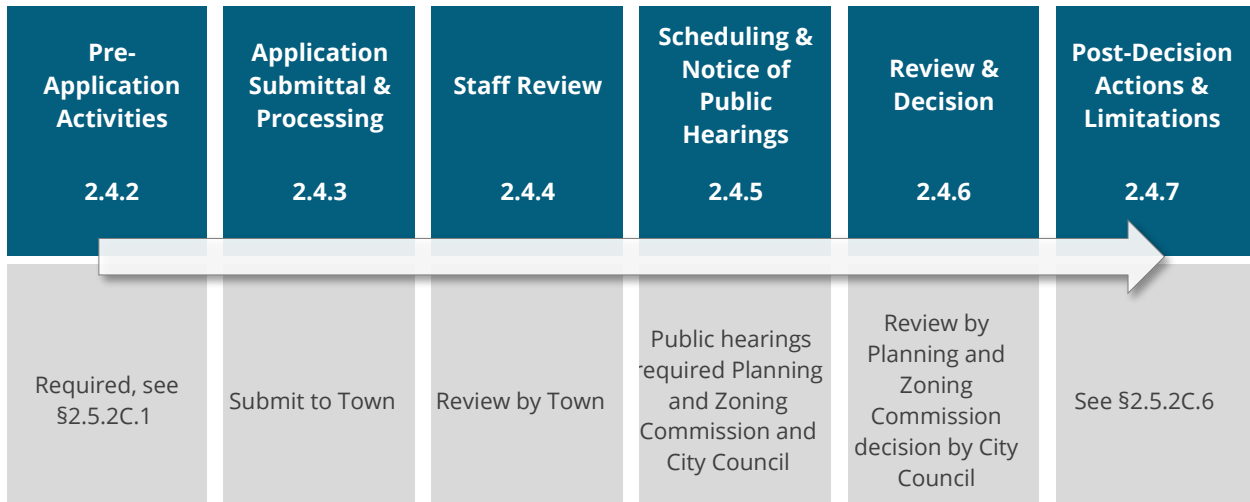 Pre-
Application
Activities
2.4.2
Application
Submittal &
Processing
2.4.3
Staff Review
2.4.4
Scheduling &
Notice of
Public
Hearings
2.4.5
Review &
Decision
2.4.6
Post-Decision
Actions &
Limitations
2.4.7
Required, see
§2.5.2C.1
Submit to Town
Review by Town
Public hearings
required Planning
and Zoning
Commission and
City Council
Review by
Planning and
Zoning
Commission
decision by City
Council
See §2.5.2C.6